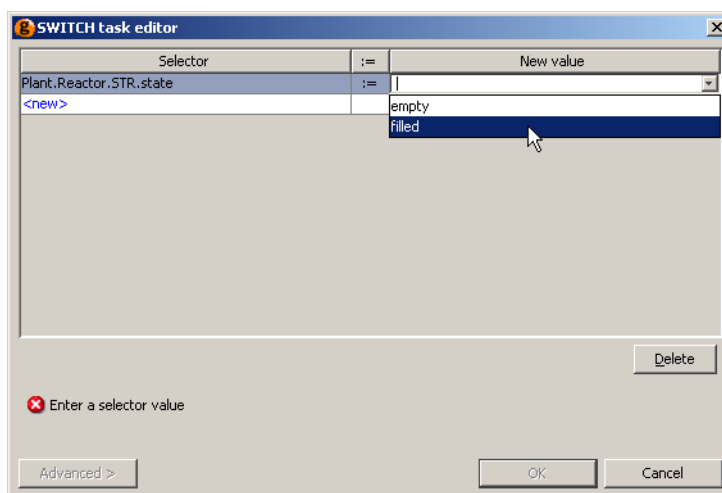 g SWITCH task editor
Selector := New value
Plant.Reactor.STR.state :=
<new> empty
filled
Delete
Enter a selector value
Advanced > OK Cancel